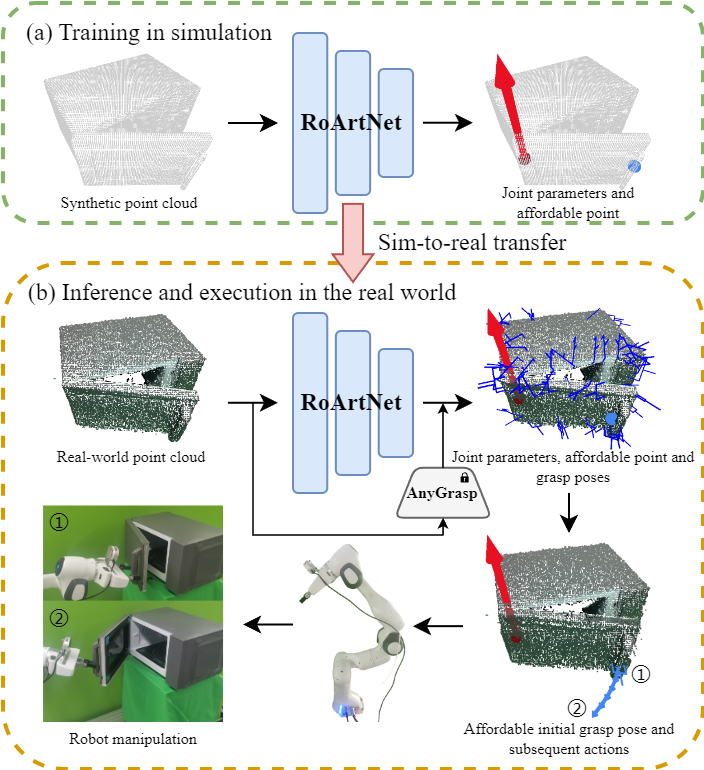 (a) Training in simulation
RoArtNet
Synthetic point cloud
Joint parameters and
affordable point
Sim-to-real transfer
(b) Inference and execution in the real world
RoArtNet
Real-world point cloud
Joint parameters, affordable point and
grasp poses
AnyGrasp
①
②
①
②
Robot manipulation
Affordable initial grasp pose and
subsequent actions